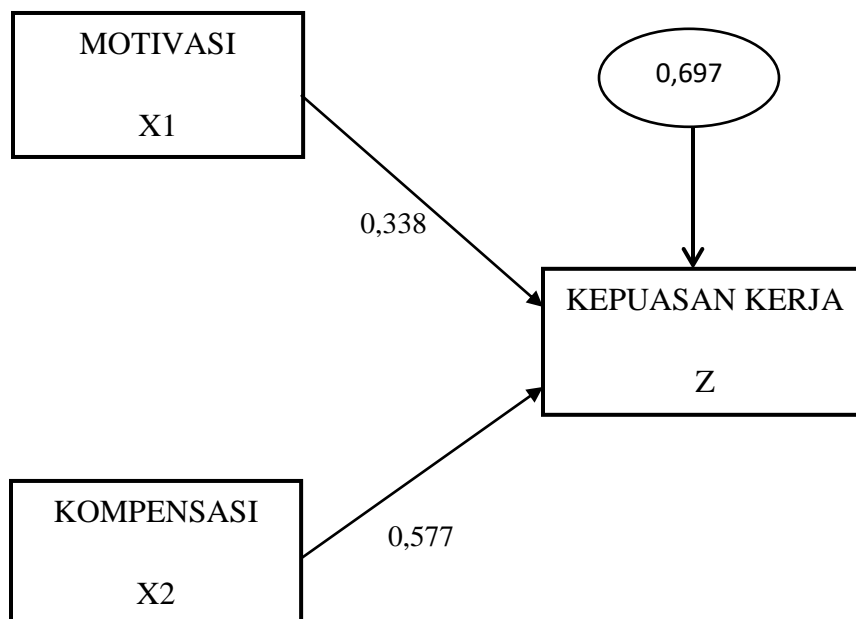 MOTIVASI
X1
0,697
0,338
KEPUASAN KERJA
Z
KOMPENSASI
X2
0,577